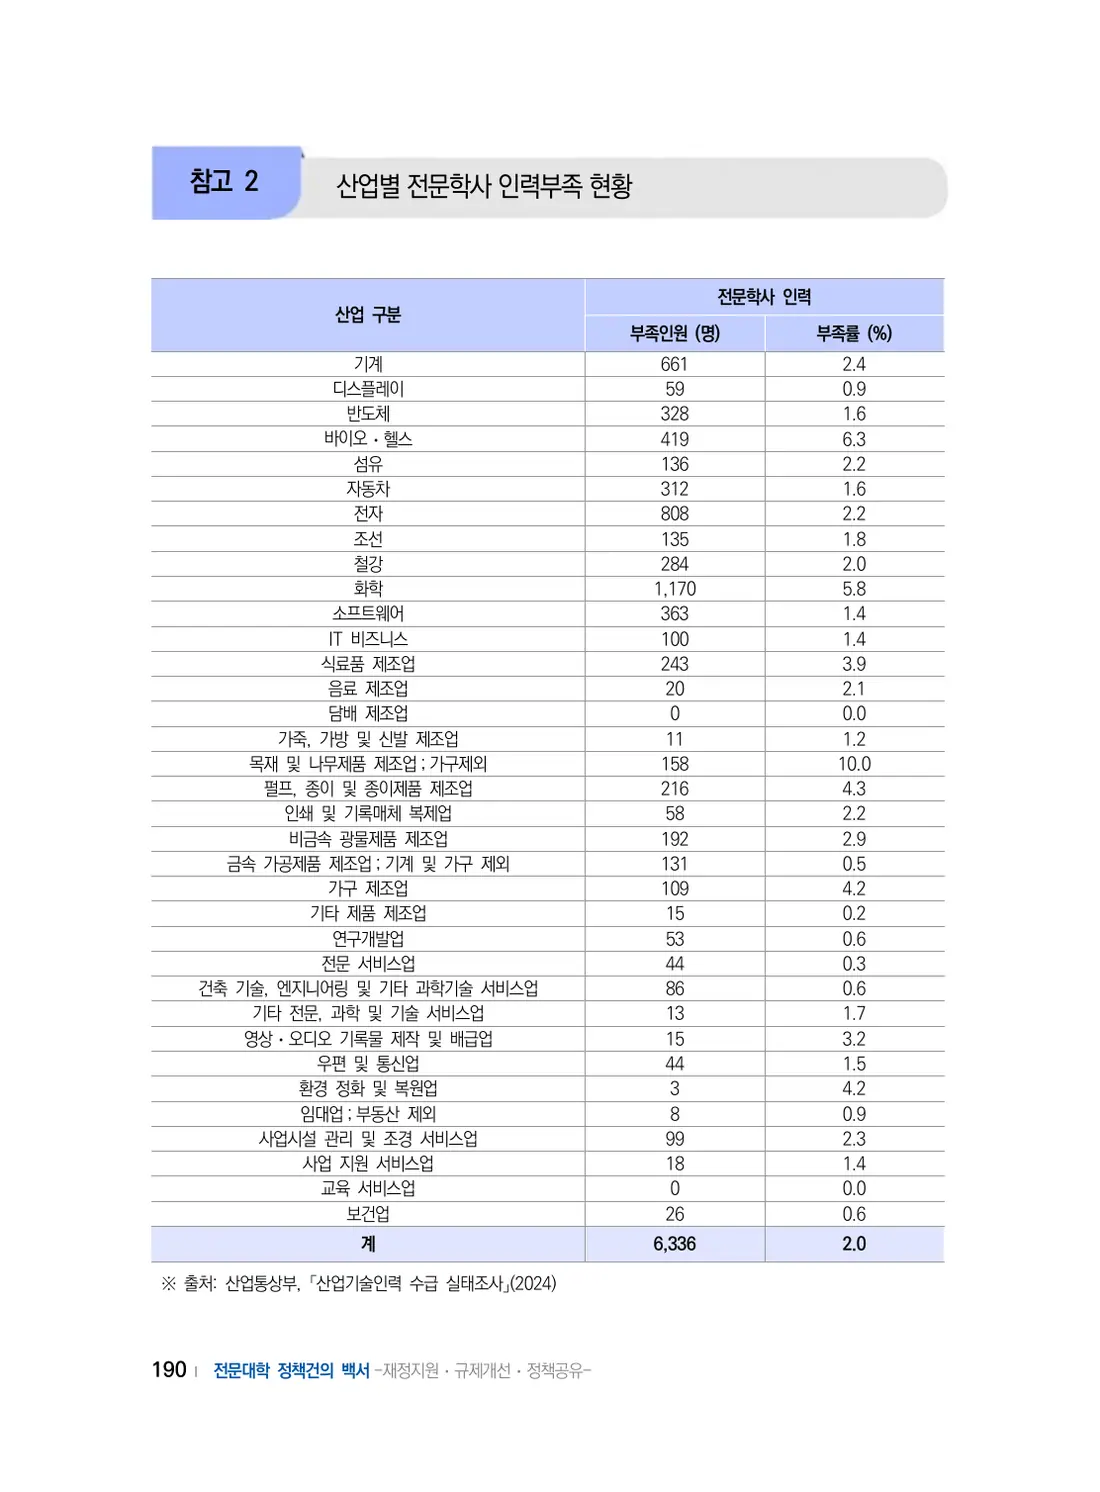 참고 2
산업별 전문학사 인력부족 현황
산업 구분 전문학사 인력
부족인원 (명) 부족률 (%)
기계 661 2.4
디스플레이 59 0.9
반도체 328 1.6
바이오・헬스 419 6.3
섬유 136 2.2
자동차 312 1.6
전자 808 2.2
조선 135 1.8
철강 284 2.0
화학 1,170 5.8
소프트웨어 363 1.4
IT 비즈니스 100 1.4
식료품 제조업 243 3.9
음료 제조업 20 2.1
담배 제조업 0 0.0
가죽, 가방 및 신발 제조업 11 1.2
목재 및 나무제품 제조업;가구제외 158 10.0
펄프, 종이 및 종이제품 제조업 216 4.3
인쇄 및 기록매체 복제업 58 2.2
비금속 광물제품 제조업 192 2.9
금속 가공제품 제조업;기계 및 가구 제외 131 0.5
가구 제조업 109 4.2
기타 제품 제조업 15 0.2
연구개발업 53 0.6
전문 서비스업 44 0.3
건축 기술, 엔지니어링 및 기타 과학기술 서비스업 86 0.6
기타 전문, 과학 및 기술 서비스업 13 1.7
영상・오디오 기록물 제작 및 배급업 15 3.2
우편 및 통신업 44 1.5
환경 정화 및 복원업 3 4.2
임대업;부동산 제외 8 0.9
사업시설 관리 및 조경 서비스업 99 2.3
사업 지원 서비스업 18 1.4
교육 서비스업 0 0.0
보건업 26 0.6
계 6,336 2.0
※ 출처: 산업통상부, 「산업기술인력 수급 실태조사」(2024)
190 | 전문대학 정책건의 백서 -재정지원・규제개선・정책공유-